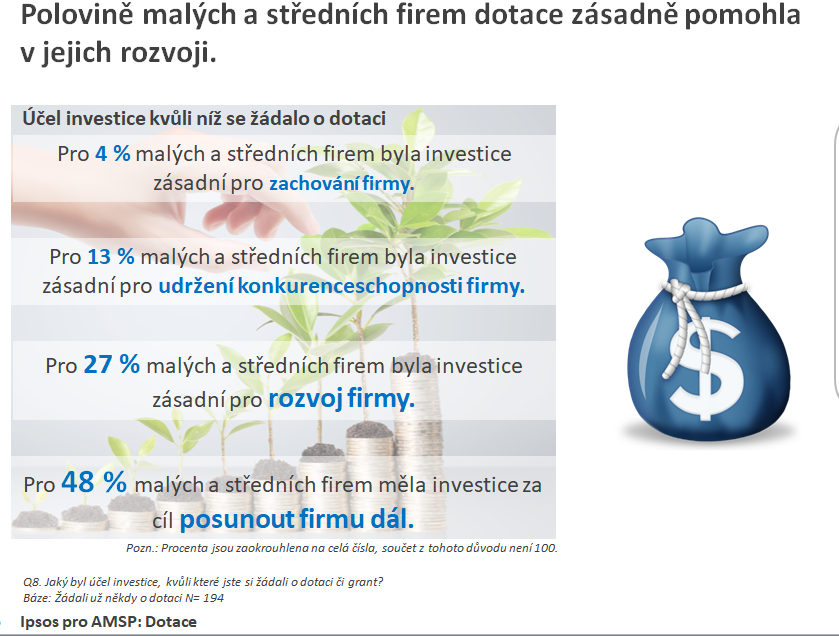 Polovině malých a středních firem dotace zásadně pomohla
v jejich rozvoji.
Účel investice kvůli níž se žádalo o dotaci
Pro 4 % malých a středních firem byla investice
zásadní pro zachování firmy.
Pro 13 % malých a středních firem byla investice
zásadní pro udržení konkurenceschopnosti firmy.
Pro 27 % malých a středních firem byla investice
zásadní pro rozvoj firmy.
Pro 48 % malých a středních firem měla investice za
cíl posunout firmu dál.
Pozn.: Procenta jsou zaokrouhlena na celá čísla, součet z tohoto důvodu není 100.
Q8. Jaký byl účel investice, kvůli které jste si žádali o dotaci či grant?
Báze: Žádali už někdy o dotaci N= 194
Ipsos pro AMSP: Dotace
$